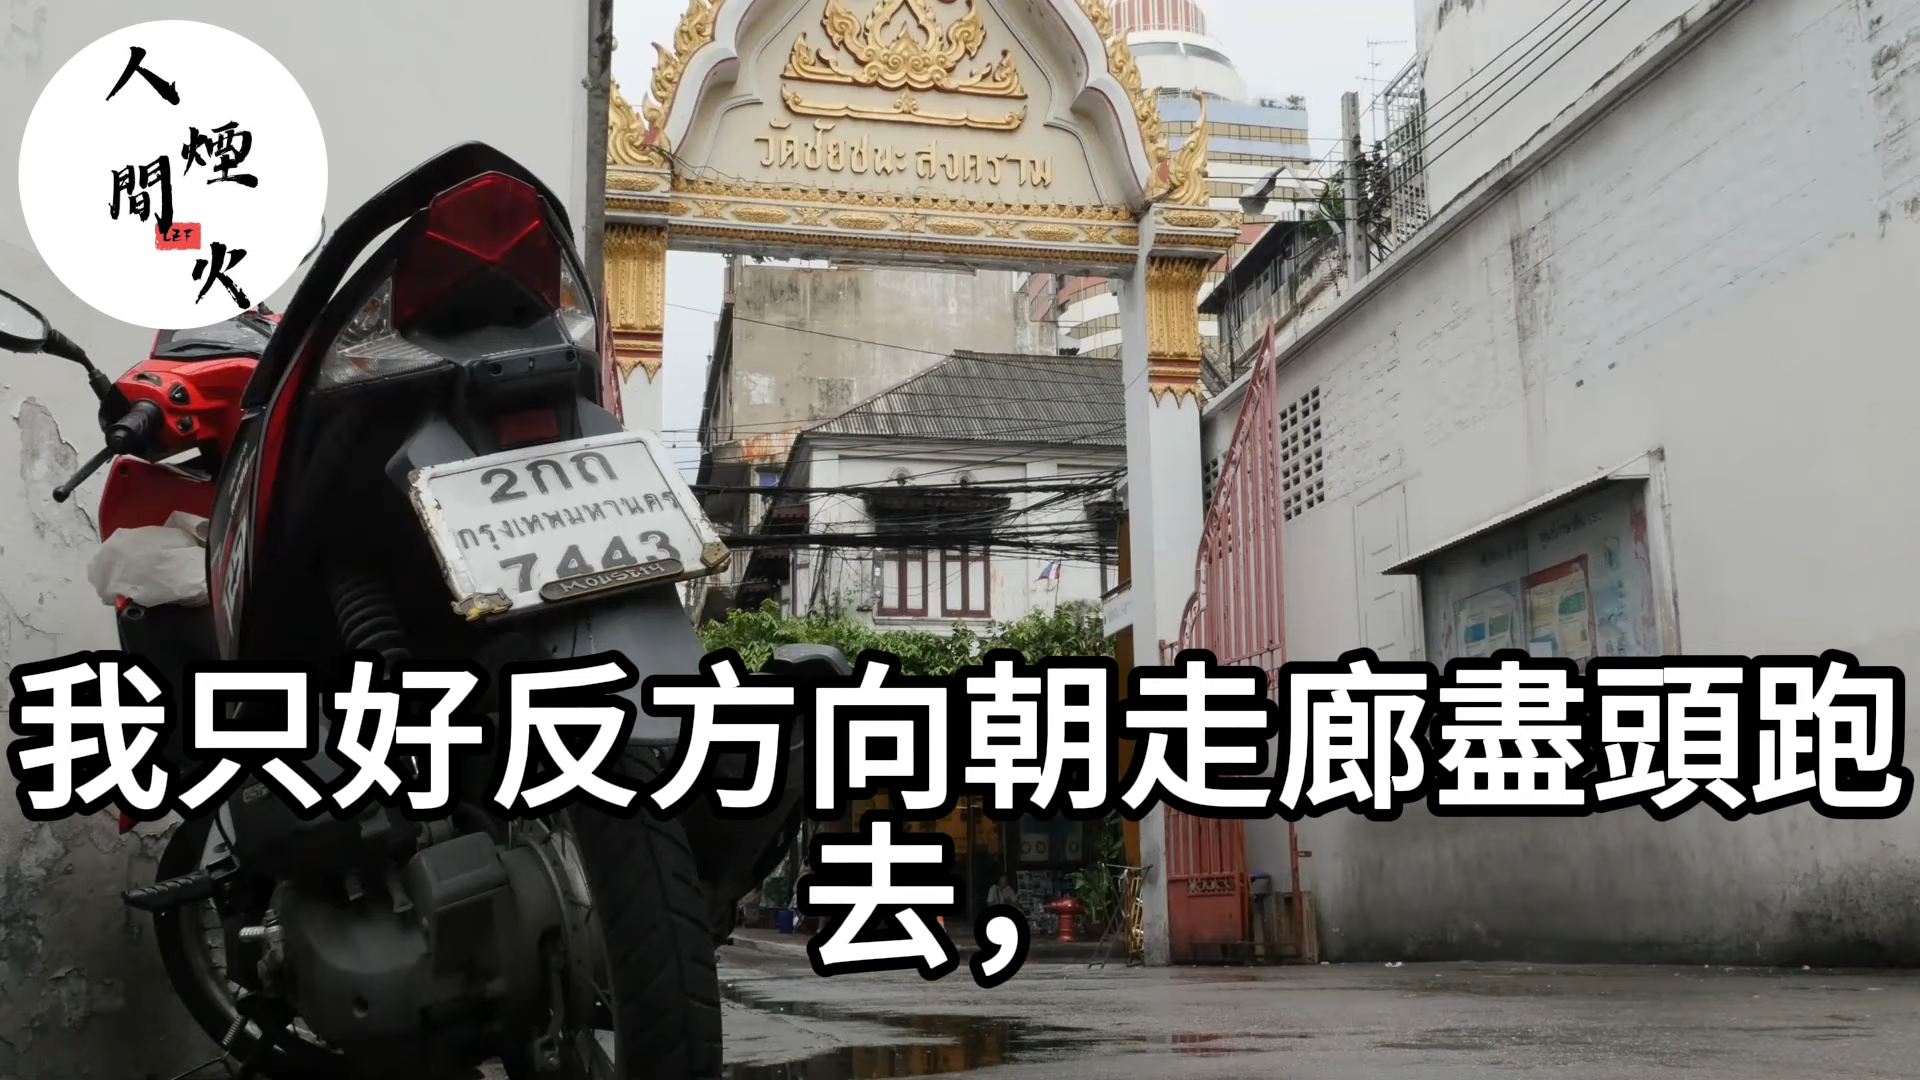 人間煙火
LZF
วัดชัยชนะสงคราม
2กถ
กรุงเทพมหานคร
7443
我只好反方向朝走廊盡頭跑
去，